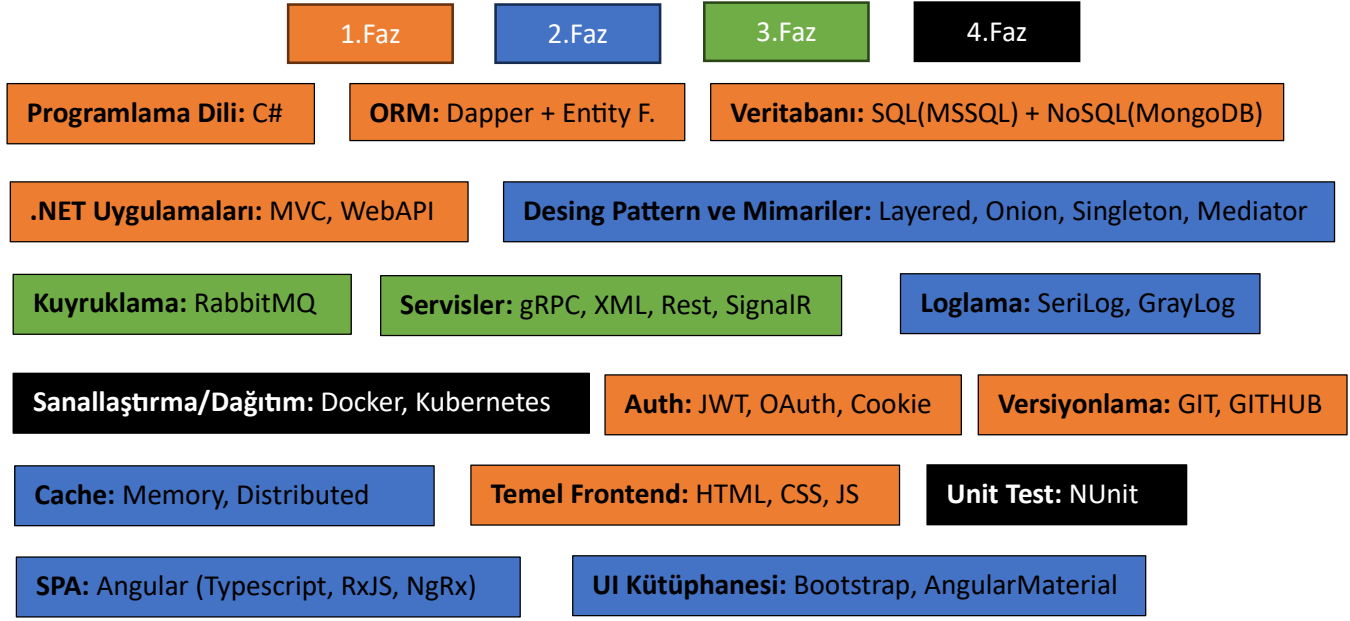 1.Faz
2.Faz
3.Faz
4.Faz
Programlama Dili: C#
ORM: Dapper + Entity F.
Veritabanı: SQL(MSSQL) + NoSQL(MongoDB)
.NET Uygulamaları: MVC, WebAPI
Desing Pattern ve Mimariler: Layered, Onion, Singleton, Mediator
Kuyruklama: RabbitMQ
Servisler: gRPC, XML, Rest, SignalR
Loglama: SeriLog, GrayLog
Sanallaştırma/Dağıtım: Docker, Kubernetes
Auth: JWT, OAuth, Cookie
Versiyonlama: GIT, GITHUB
Cache: Memory, Distributed
Temel Frontend: HTML, CSS, JS
Unit Test: NUnit
SPA: Angular (Typescript, RxJS, NgRx)
UI Kütüphanesi: Bootstrap, AngularMaterial